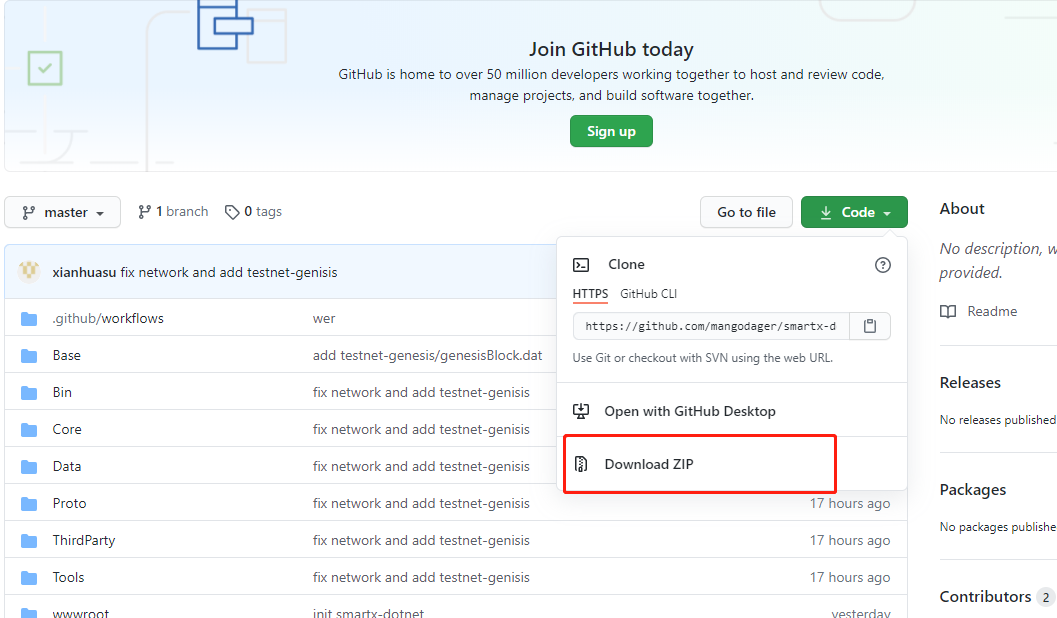 Join GitHub today
GitHub is home to over 50 million developers working together to host and review code,
manage projects, and build software together.
Sign up
master
1 branch
0 tags
Go to file
Code
About
No description, w
provided.
Readme
Releases
No releases published
Packages
No packages publishe
Contributors 2
Clone
HTTPS GitHub CLI
https://github.com/mangodager/smartx-d
Use Git or checkout with SVN using the web URL.
Open with GitHub Desktop
Download ZIP
xianhuasu fix network and add testnet-genisis
.github/workflows wer
Base add testnet-genesis/genesisBlock.dat
Bin fix network and add testnet-genisis
Core fix network and add testnet-genisis
Data fix network and add testnet-genisis
Proto fix network and add testnet-genisis 17 hours ago
ThirdParty fix network and add testnet-genisis 17 hours ago
Tools fix network and add testnet-genisis 17 hours ago
wwwroot init smartx-dotnet yesterday